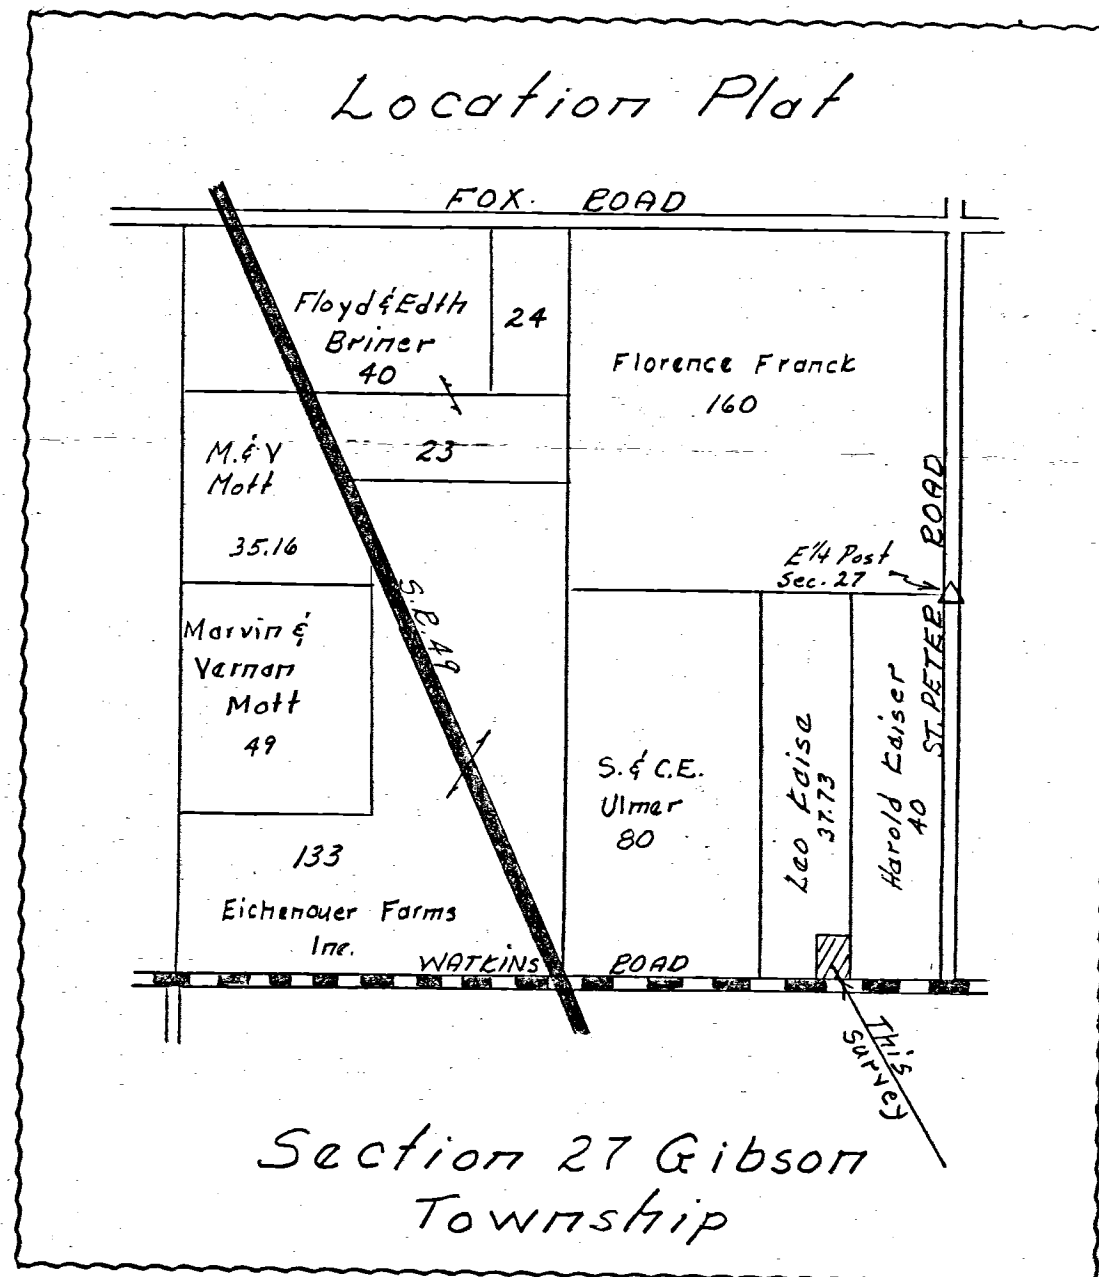 Location Plat
FOX. ROAD
Floyd & Edth
Briner
40
24
Florence Franck
160
M. & V
Mott
35.16
23
E¼ Post
Sec. 27
ST. PETER ROAD
S.R. 49
Marvin &
Vernon
Mott
49
S. & C.E.
Ulmer
80
Leo Kaise
37.73
Harold Kaiser
40
133
Eichenauer Farms
Inc.
WATKINS ROAD
This
Survey
Section 27 Gibson
Township